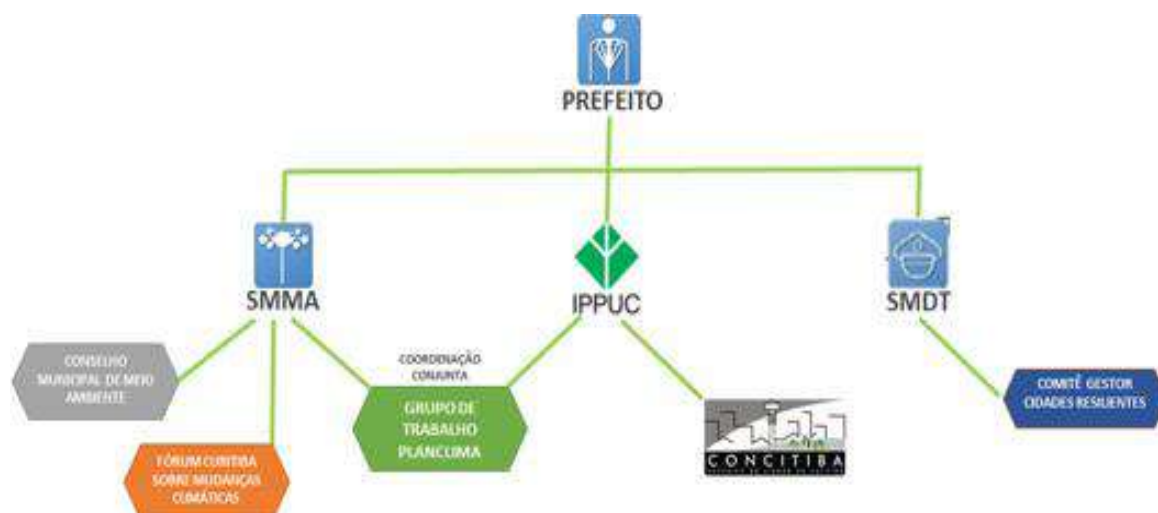 PREFEITO
SMMA
IPPUC
SMDT
CONSELHO
MUNICIPAL DE MEIO
AMBIENTE
FÓRUM CURITIBA
SOBRE MUDANÇAS
CLIMÁTICAS
COORDENAÇÃO
CONJUNTA
GRUPO DE
TRABALHO
PLANCLIMA
CONCITIBA
COMITÊ GESTOR
CIDADES RESILIENTES